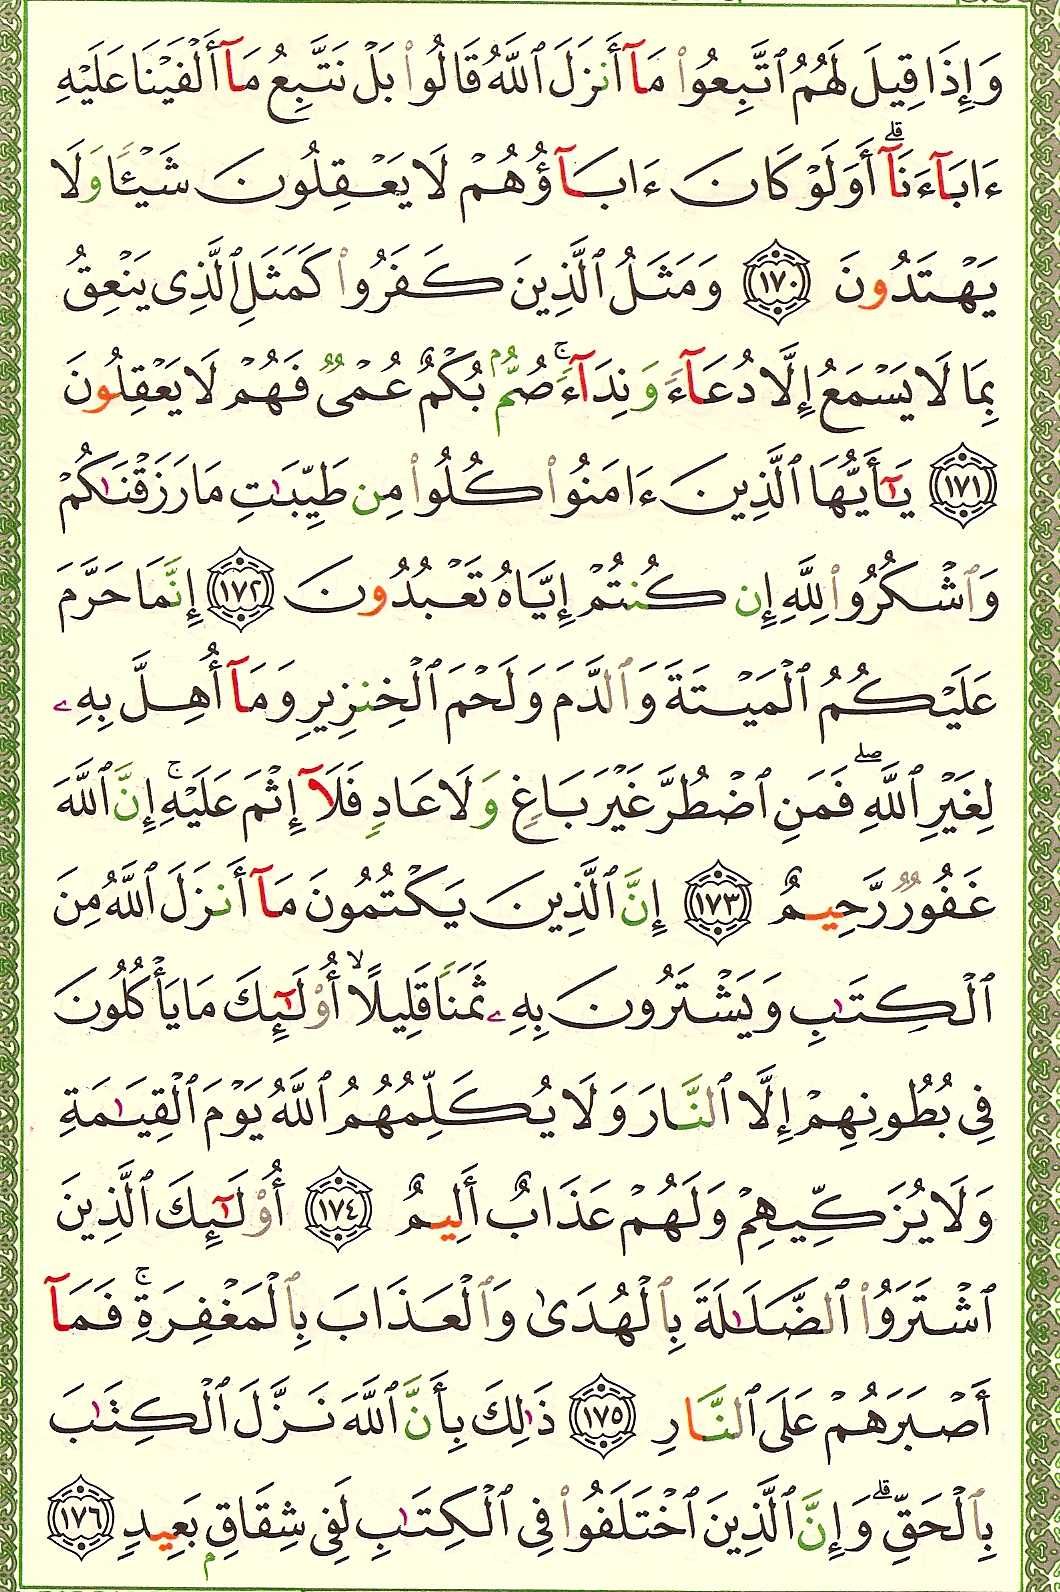 وَإِذَا قِيلَ لَهُمُ ٱتَّبِعُوا۟ مَآ أَنزَلَ ٱللَّهُ قَالُوا۟ بَلْ نَتَّبِعُ مَآ أَلْفَيْنَا عَلَيْهِ
ءَابَآءَنَآ ۗ أَوَلَوْ كَانَ ءَابَآؤُهُمْ لَا يَعْقِلُونَ شَيْـًٔا وَلَا
يَهْتَدُونَ ١٧٠ وَمَثَلُ ٱلَّذِينَ كَفَرُوا۟ كَمَثَلِ ٱلَّذِى يَنْعِقُ
بِمَا لَا يَسْمَعُ إِلَّا دُعَآءً وَنِدَآءً ۚ صُمٌّۢ بُكْمٌ عُمْىٌ فَهُمْ لَا يَعْقِلُونَ
١٧١ يَـٰٓأَيُّهَا ٱلَّذِينَ ءَامَنُوا۟ كُلُوا۟ مِن طَيِّبَـٰتِ مَا رَزَقْنَـٰكُمْ
وَٱشْكُرُوا۟ لِلَّهِ إِن كُنتُمْ إِيَّاهُ تَعْبُدُونَ ١٧٢ إِنَّمَا حَرَّمَ
عَلَيْكُمُ ٱلْمَيْتَةَ وَٱلدَّمَ وَلَحْمَ ٱلْخِنزِيرِ وَمَآ أُهِلَّ بِهِۦ
لِغَيْرِ ٱللَّهِ ۖ فَمَنِ ٱضْطُرَّ غَيْرَ بَاغٍ وَلَا عَادٍ فَلَآ إِثْمَ عَلَيْهِ ۚ إِنَّ ٱللَّهَ
غَفُورٌ رَّحِيمٌ ١٧٣ إِنَّ ٱلَّذِينَ يَكْتُمُونَ مَآ أَنزَلَ ٱللَّهُ مِنَ
ٱلْكِتَـٰبِ وَيَشْتَرُونَ بِهِۦ ثَمَنًا قَلِيلًا ۙ أُو۟لَـٰٓئِكَ مَا يَأْكُلُونَ
فِى بُطُونِهِمْ إِلَّا ٱلنَّارَ وَلَا يُكَلِّمُهُمُ ٱللَّهُ يَوْمَ ٱلْقِيَـٰمَةِ
وَلَا يُزَكِّيهِمْ وَلَهُمْ عَذَابٌ أَلِيمٌ ١٧٤ أُو۟لَـٰٓئِكَ ٱلَّذِينَ
ٱشْتَرَوُا۟ ٱلضَّلَـٰلَةَ بِٱلْهُدَىٰ وَٱلْعَذَابَ بِٱلْمَغْفِرَةِ ۚ فَمَآ
أَصْبَرَهُمْ عَلَى ٱلنَّارِ ١٧٥ ذَٰلِكَ بِأَنَّ ٱللَّهَ نَزَّلَ ٱلْكِتَـٰبَ
بِٱلْحَقِّ ۗ وَإِنَّ ٱلَّذِينَ ٱخْتَلَفُوا۟ فِى ٱلْكِتَـٰبِ لَفِى شِقَاقٍۭ بَعِيدٍ ١٧٦